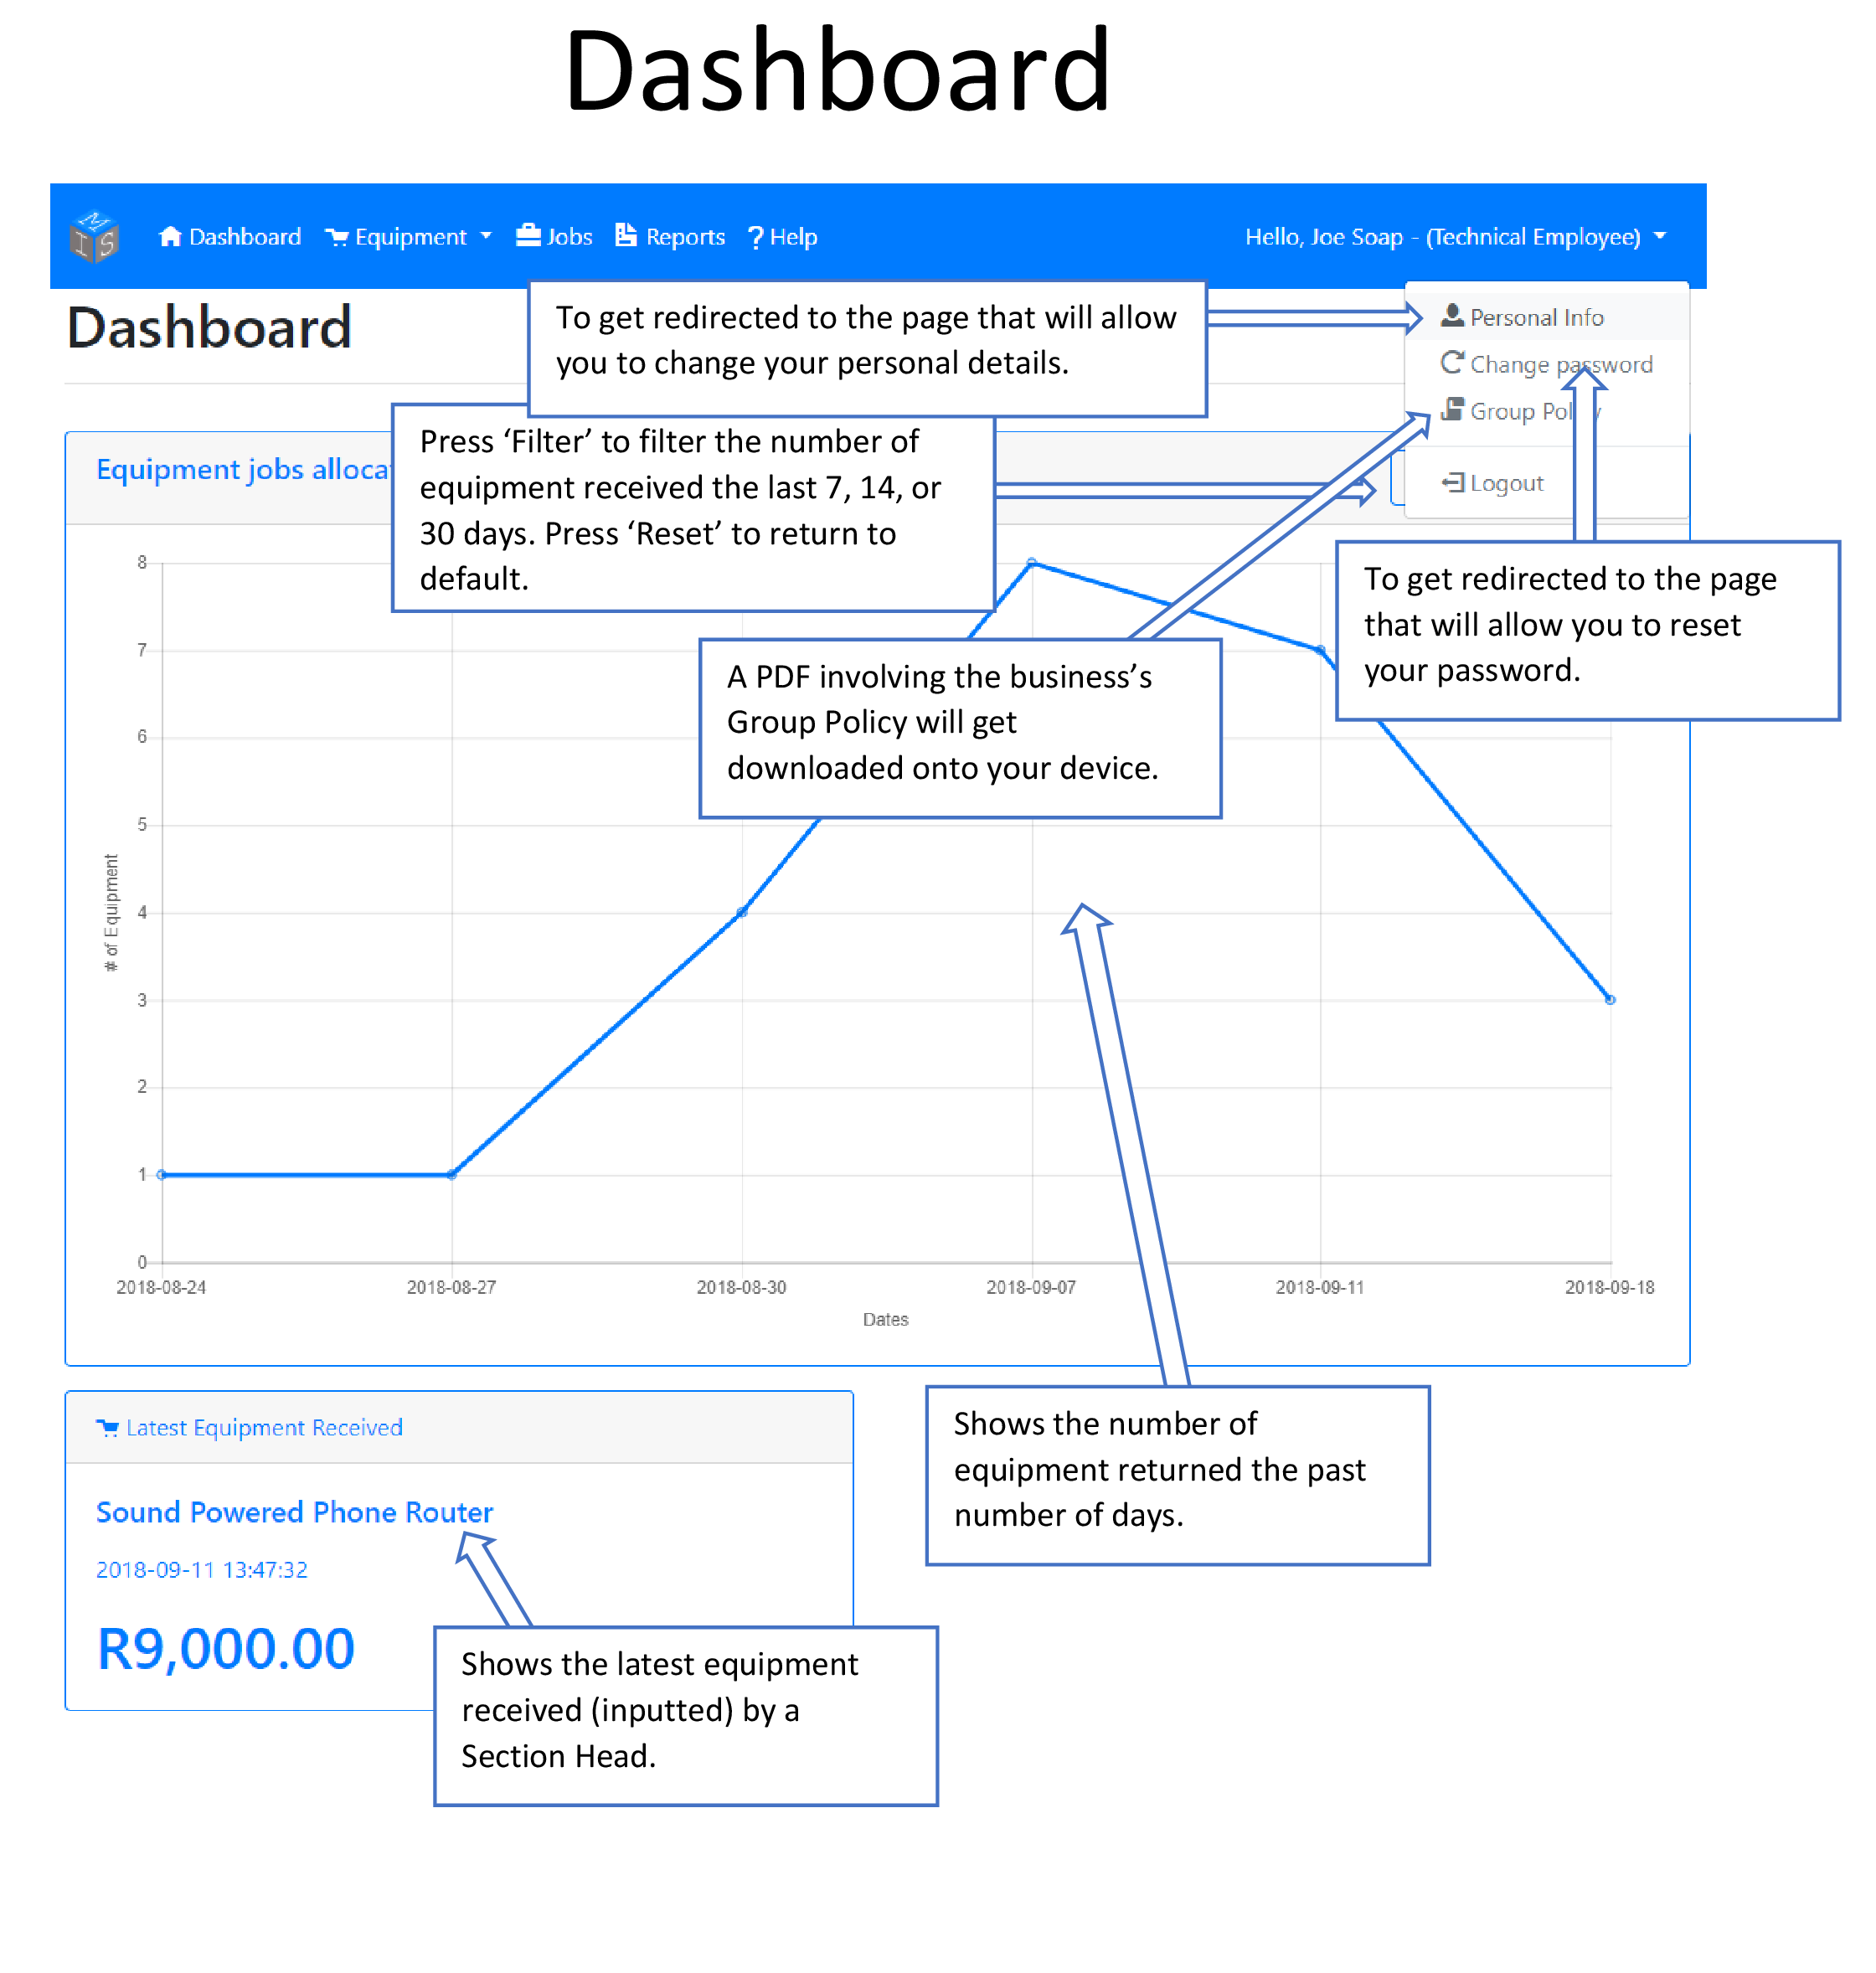 Dashboard
MIS
Dashboard Equipment Jobs Reports ? Help
Hello, Joe Soap - (Technical Employee)
Dashboard
To get redirected to the page that will allow
you to change your personal details.
Personal Info
Change password
Group Policy
Logout
Equipment jobs
Press ‘Filter’ to filter the number of
equipment received the last 7, 14, or
30 days. Press ‘Reset’ to return to
default.
To get redirected to the page
that will allow you to reset
your password.
A PDF involving the business’s
Group Policy will get
downloaded onto your device.
8
7
6
5
4
3
2
1
0
# of Equipment
2018-08-24 2018-08-27 2018-08-30 2018-09-07 2018-09-11 2018-09-18
Dates
Latest Equipment Received
Sound Powered Phone Router
2018-09-11 13:47:32
R9,000.00
Shows the number of
equipment returned the past
number of days.
Shows the latest equipment
received (inputted) by a
Section Head.